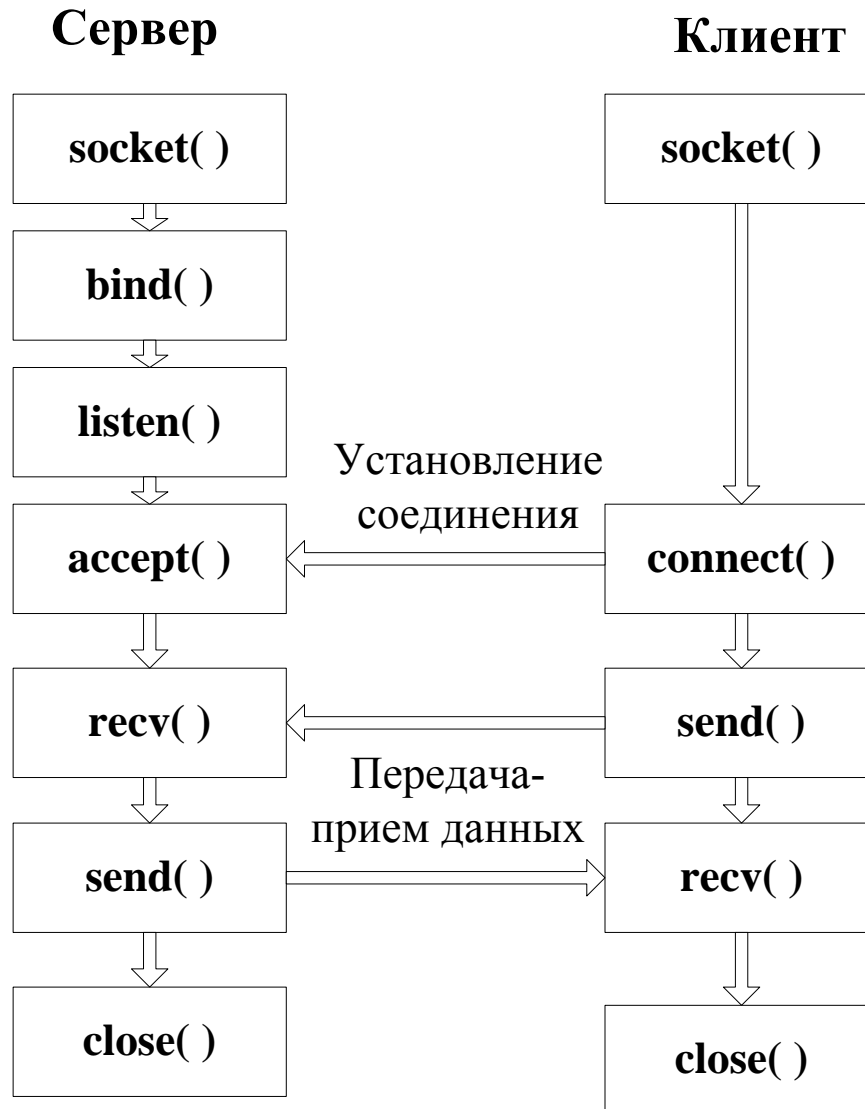 Сервер
Клиент
socket( )
socket( )
bind( )
listen( )
Установление
соединения
accept( )
connect( )
recv( )
send( )
Передача-
прием данных
send( )
recv( )
close( )
close( )